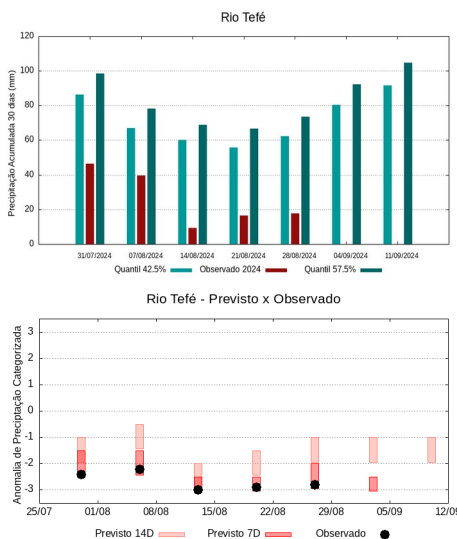 Rio Tefé
Precipitação Acumulada 30 dias (mm)
120
100
80
60
40
20
0
31/07/2024 07/08/2024 14/08/2024 21/08/2024 28/08/2024 04/09/2024 11/09/2024
Quantil 42.5% Observado 2024 Quantil 57.5%
Rio Tefé - Previsto x Observado
Anomalia de Preciptação Categorizada
3
2
1
0
-1
-2
-3
25/07 01/08 08/08 15/08 22/08 29/08 05/09 12/09
Previsto 14D Previsto 7D Observado